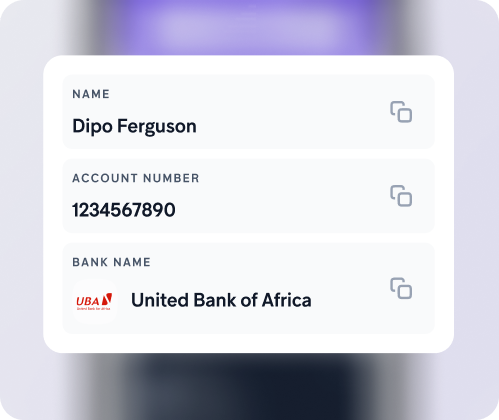 NAME
Dipo Ferguson
ACCOUNT NUMBER
1234567890
BANK NAME
UBA
United Bank for Africa
United Bank of Africa